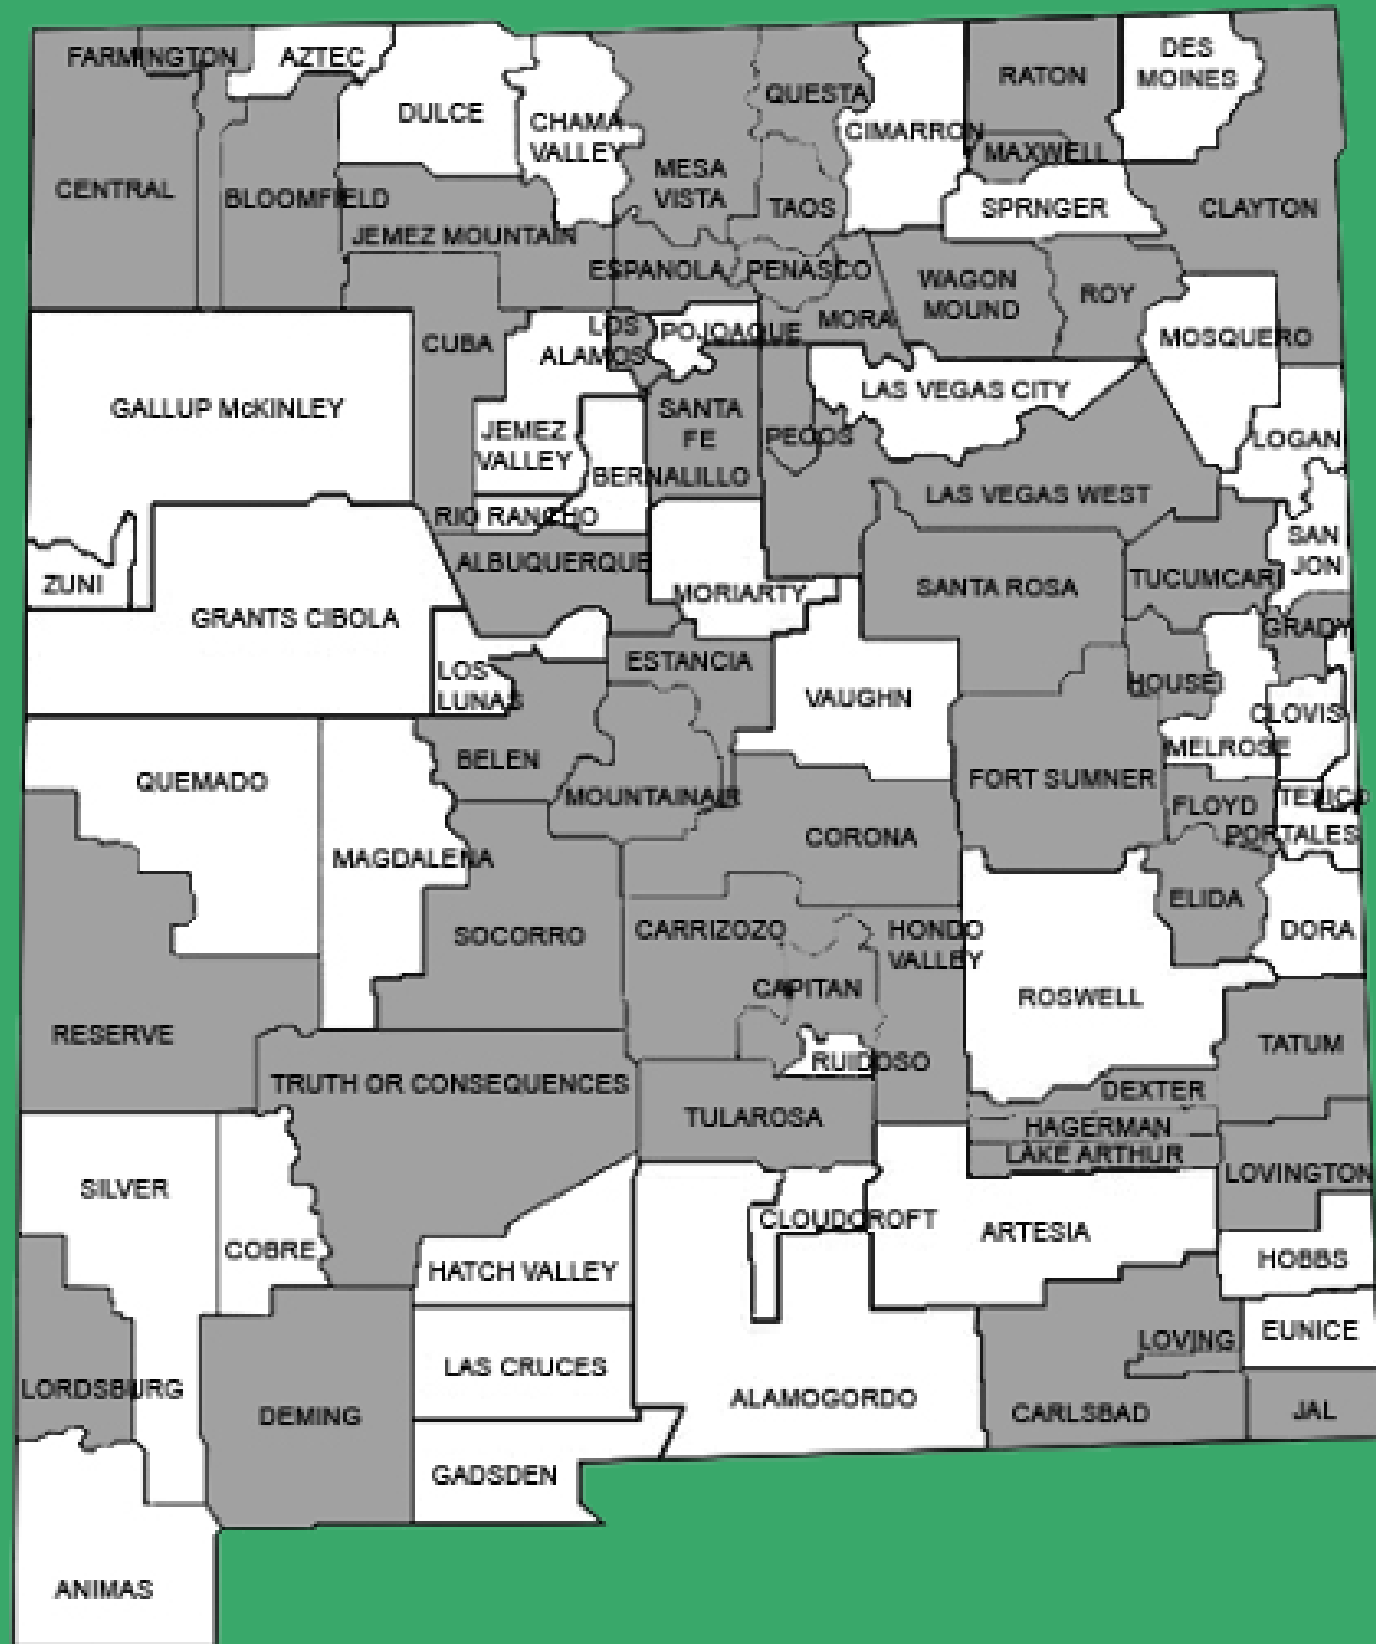 FARMINGTON
AZTEC
DULCE
CHAMA
VALLEY
MESA
VISTA
QUESTA
CIMARRON
RATON
DES
MOINES
MAXWELL
CENTRAL
BLOOMFIELD
TAOS
SPRNGER
CLAYTON
JEMEZ MOUNTAIN
ESPANOLA
PENASCO
WAGON
MOUND
ROY
CUBA
LOS
ALAMOS
POJOAQUE
MORA
MOSQUERO
GALLUP McKINLEY
JEMEZ
VALLEY
SANTA
FE
PECOS
LAS VEGAS CITY
LOGAN
BERNALILLO
LAS VEGAS WEST
RIO RANCHO
SAN
JON
ALBUQUERQUE
ZUNI
MORIARTY
SANTA ROSA
TUCUMCARI
GRANTS CIBOLA
GRADY
LOS
LUNAS
ESTANCIA
VAUGHN
HOUSE
CLOVIS
MELROSE
BELEN
QUEMADO
MOUNTAINAIR
FORT SUMNER
FLOYD
TEXICO
PORTALES
MAGDALENA
CORONA
ELIDA
SOCORRO
CARRIZOZO
HONDO
VALLEY
DORA
CAPITAN
ROSWELL
RESERVE
RUIDOSO
TATUM
TRUTH OR CONSEQUENCES
DEXTER
TULAROSA
HAGERMAN
LAKE ARTHUR
LOVINGTON
SILVER
CLOUDCROFT
ARTESIA
COBRE
HATCH VALLEY
HOBBS
LOVING
EUNICE
LAS CRUCES
LORDSBURG
ALAMOGORDO
DEMING
CARLSBAD
JAL
GADSDEN
ANIMAS